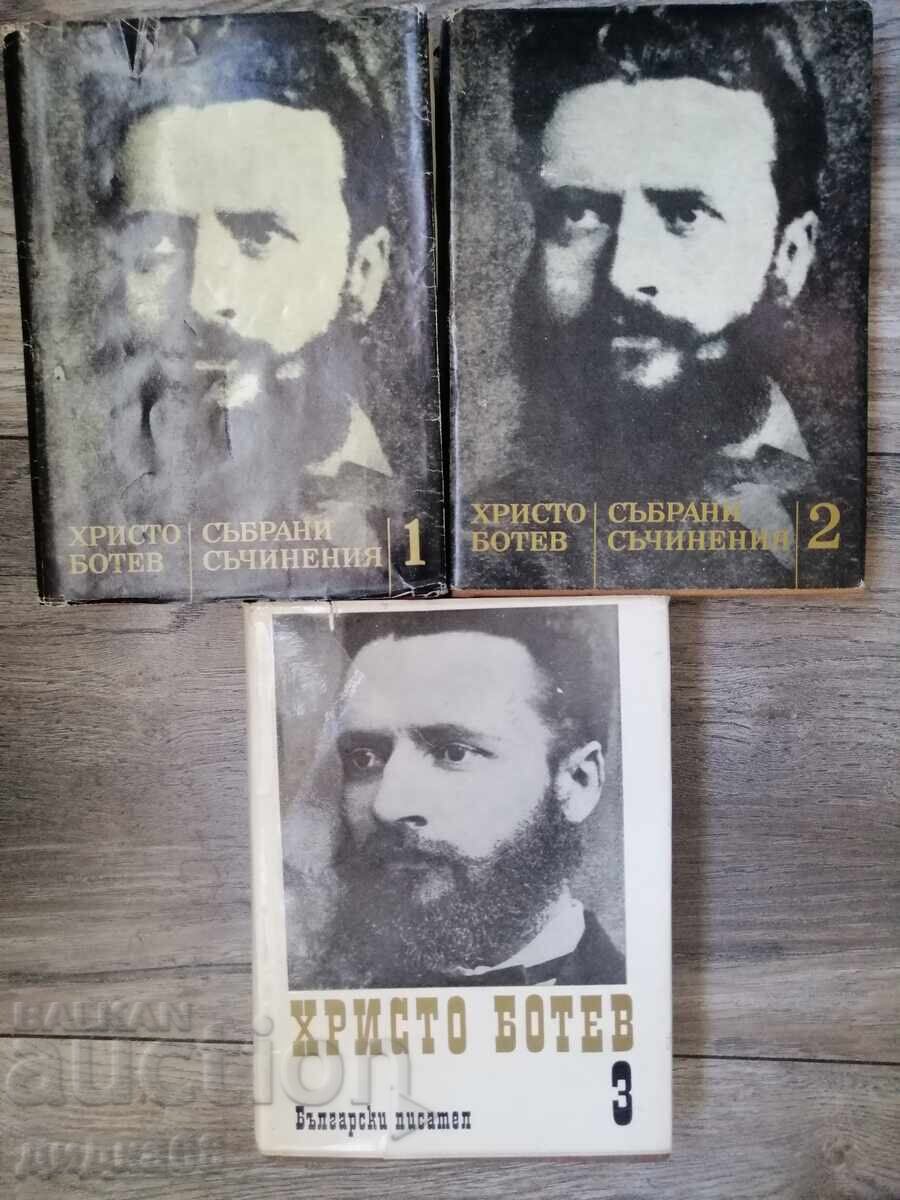 ХРИСТО
БОТЕВ
СЪБРАНИ
СЪЧИНЕНИЯ
1
ХРИСТО
БОТЕВ
СЪБРАНИ
СЪЧИНЕНИЯ
2
ХРИСТО БОТЕВ
3
Български писател
BALKAN
auction